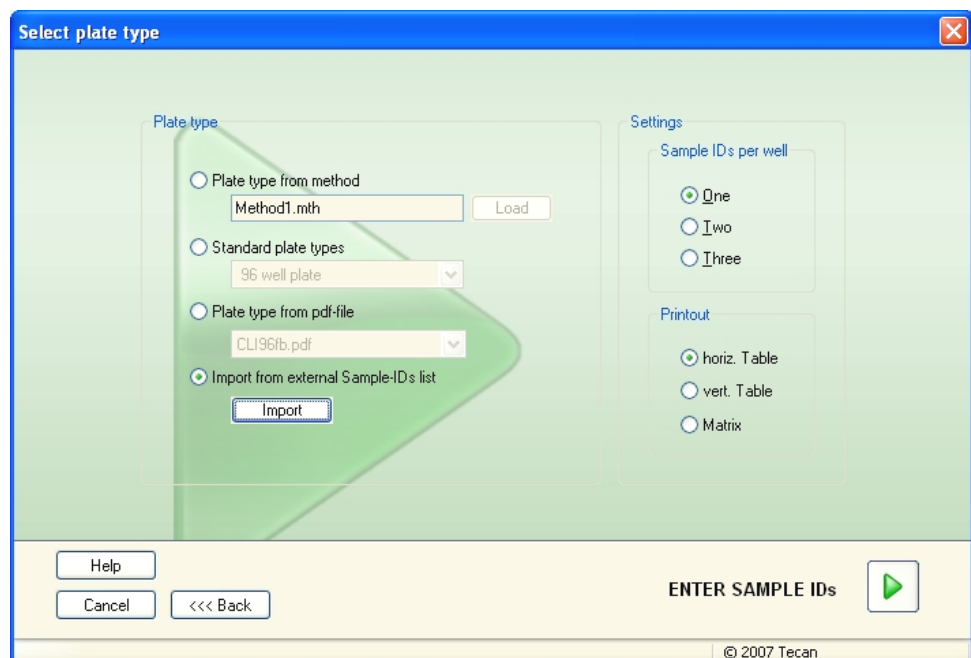 Select plate type
Plate type
Plate type from method
Method1.mth
Load
Standard plate types
96 well plate
Plate type from pdf-file
CLI96fb.pdf
Import from external Sample-IDs list
Import
Settings
Sample IDs per well
One
Two
Three
Printout
horiz. Table
vert. Table
Matrix
Help
Cancel
<<< Back
ENTER SAMPLE IDs
© 2007 Tecan